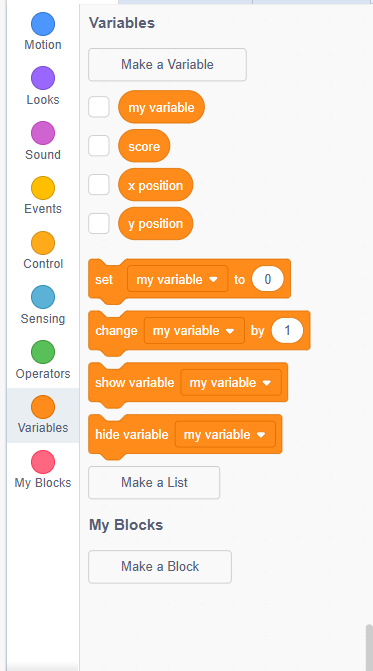 Motion
Looks
Sound
Events
Control
Sensing
Operators
Variables
My Blocks
Variables
Make a Variable
my variable
score
x position
y position
set my variable to 0
change my variable by 1
show variable my variable
hide variable my variable
Make a List
My Blocks
Make a Block